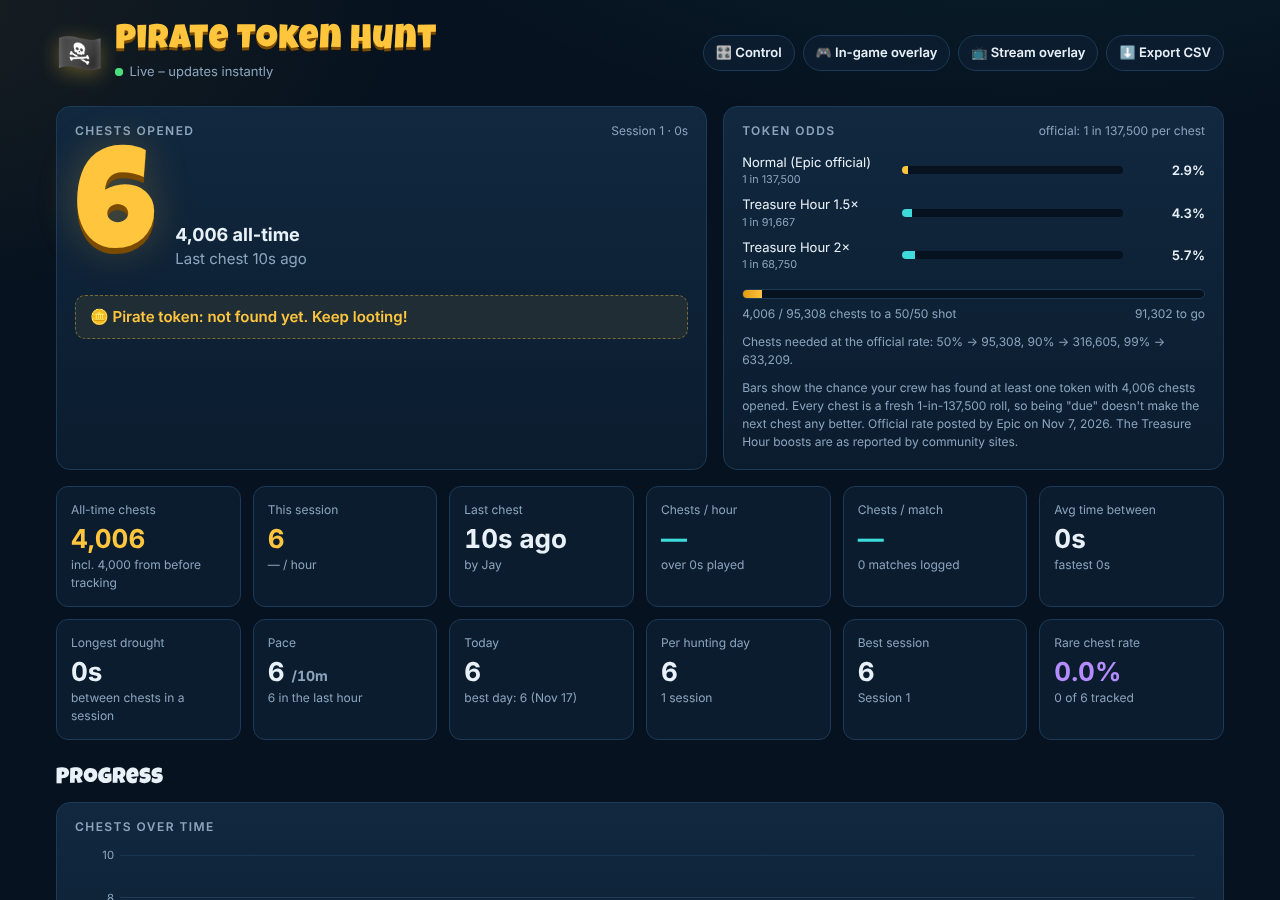 Pirate Token Hunt
Live – updates instantly
🎛️ Control
🎮 In-game overlay
📺 Stream overlay
⬇️ Export CSV
CHESTS OPENED
Session 1 · 0s
6
4,006 all-time
Last chest 10s ago
🪙 Pirate token: not found yet. Keep looting!
TOKEN ODDS
official: 1 in 137,500 per chest
Normal (Epic official)
1 in 137,500
2.9%
Treasure Hour 1.5×
1 in 91,667
4.3%
Treasure Hour 2×
1 in 68,750
5.7%
4,006 / 95,308 chests to a 50/50 shot
91,302 to go
Chests needed at the official rate: 50% → 95,308, 90% → 316,605, 99% →
633,209.
Bars show the chance your crew has found at least one token with 4,006 chests
opened. Every chest is a fresh 1-in-137,500 roll, so being "due" doesn't make the
next chest any better. Official rate posted by Epic on Nov 7, 2026. The Treasure
Hour boosts are as reported by community sites.
All-time chests
4,006
incl. 4,000 from before
tracking
This session
6
— / hour
Last chest
10s ago
by Jay
Chests / hour
—
over 0s played
Chests / match
—
0 matches logged
Avg time between
0s
fastest 0s
Longest drought
0s
between chests in a
session
Pace
6 /10m
6 in the last hour
Today
6
best day: 6 (Nov 17)
Per hunting day
6
1 session
Best session
6
Session 1
Rare chest rate
0.0%
0 of 6 tracked
Progress
CHESTS OVER TIME
10
8